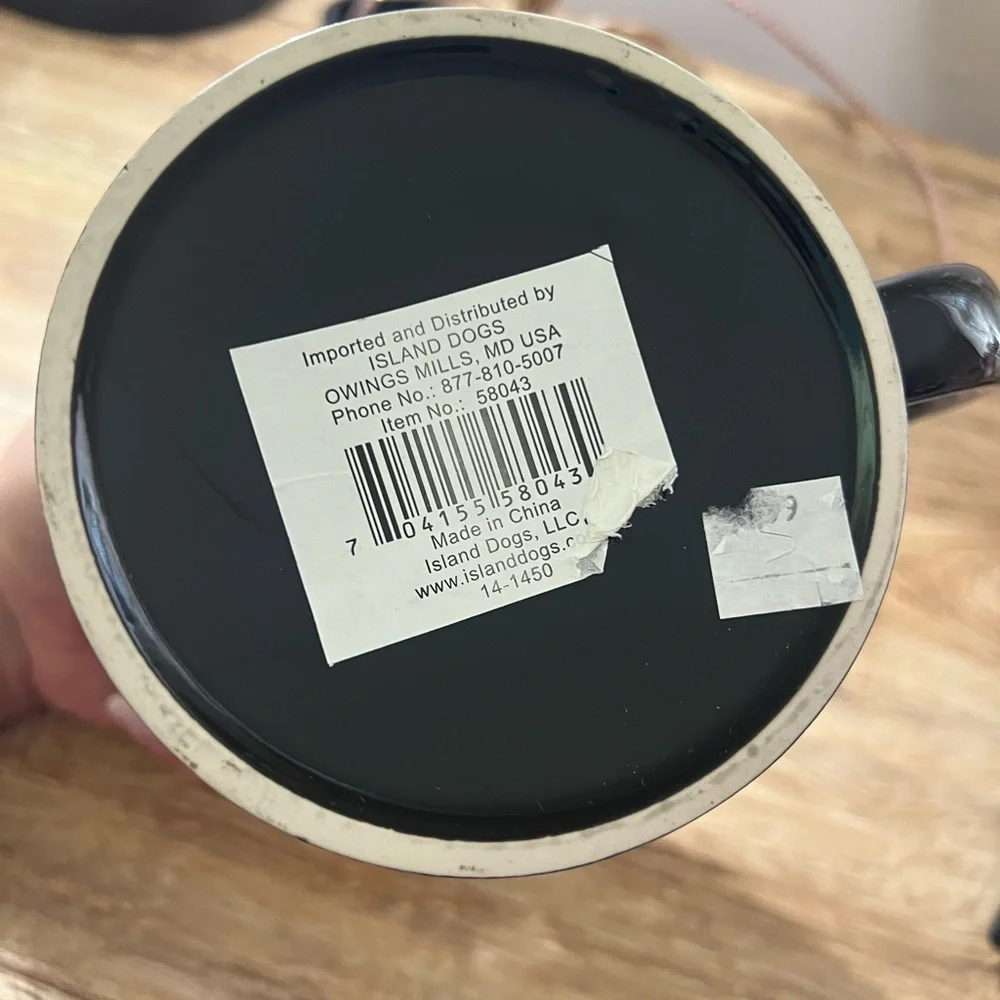 Imported and Distributed by
ISLAND DOGS
OWINGS MILLS, MD USA
Phone No.: 877-810-5007
Item No.: 58043
7 04155 58043
Made in China
Island Dogs, LLC.
www.islanddogs.co
14-1450